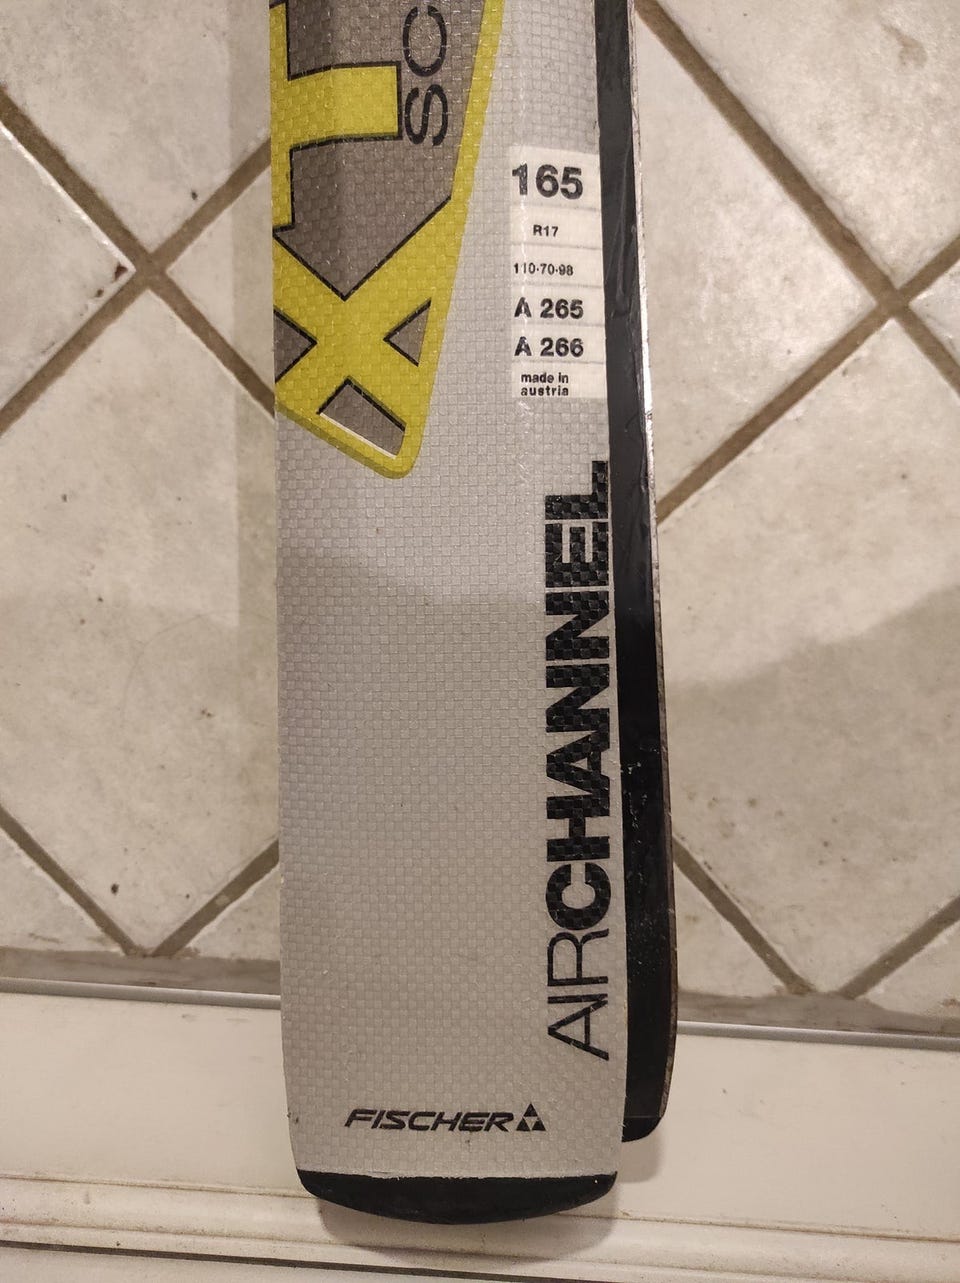 SC
165
R17
110-70-98
A 265
A 266
made in
austria
AIRCHANNEL
FISCHER